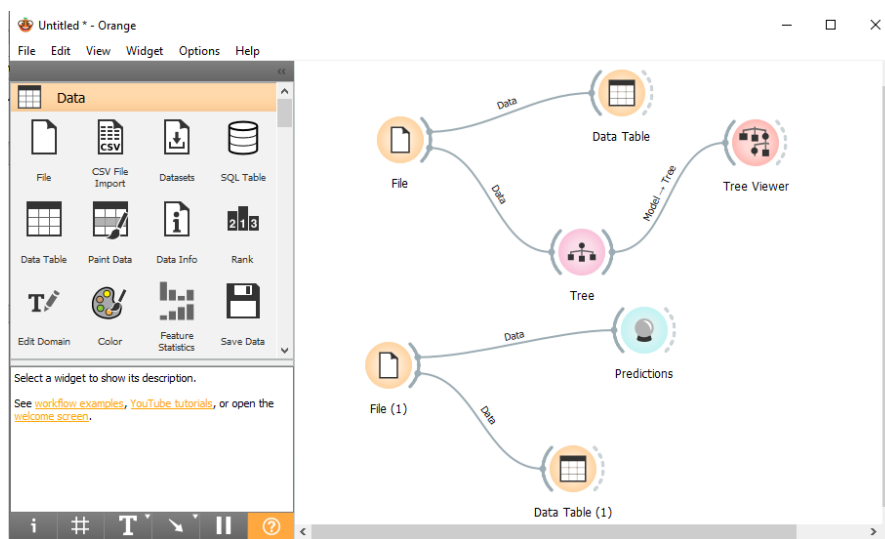 Untitled * - Orange
File Edit View Widget Options Help
Data
File
CSV File Import
Datasets
SQL Table
Data Table
Paint Data
Data Info
Rank
Edit Domain
Color
Feature Statistics
Save Data
Select a widget to show its description.
See workflow examples, YouTube tutorials, or open the
welcome screen.
File
Data
Data Table
Data
Tree
Model → Tree
Tree Viewer
File (1)
Data
Predictions
Data
Data Table (1)